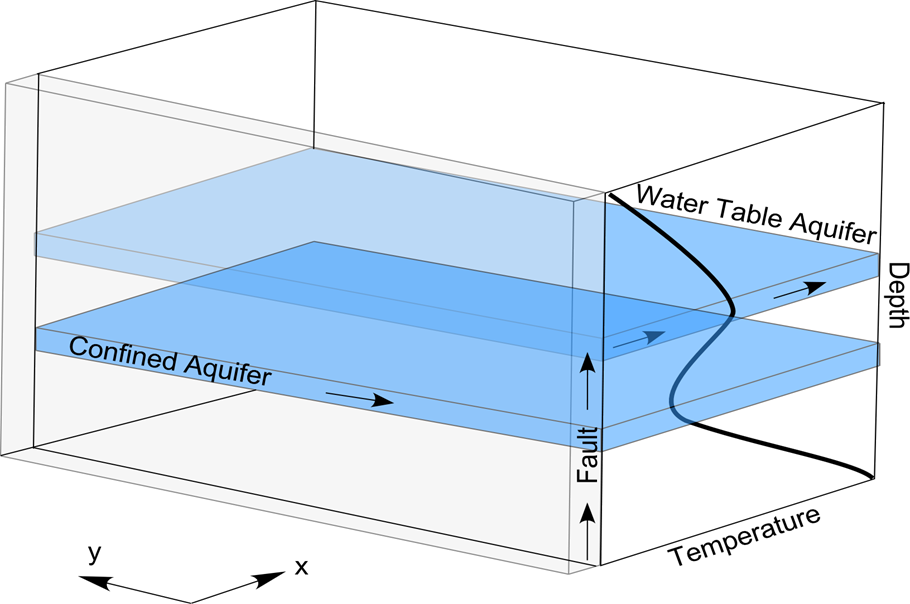 Water Table Aquifer
Depth
Confined Aquifer
Fault
Temperature
y
x